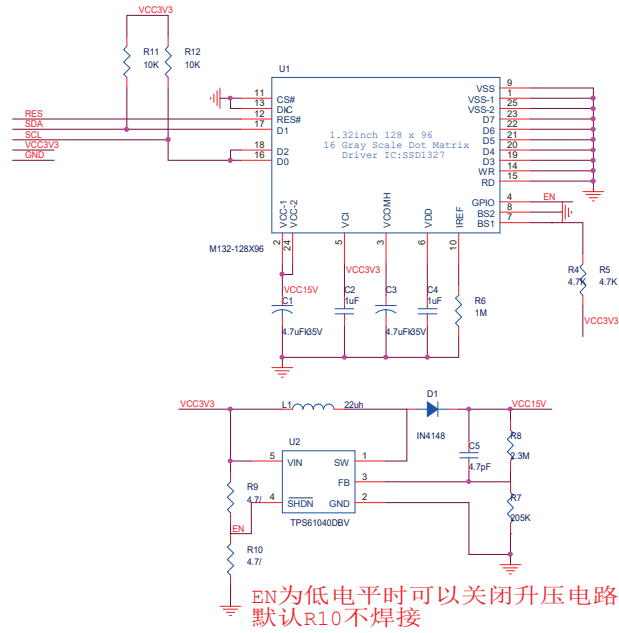 VCC3V3
R11
10K
R12
10K
U1
RES
SDA
SCL
VCC3V3
GND
11
13
12
17
18
16
CS#
D\C
RES#
D1
D2
D0
1.32inch 128 x 96
16 Gray Scale Dot Matrix
Driver IC:SSD1327
VSS
VSS-1
VSS-2
D7
D6
D5
D4
D3
WR
RD
GPIO
BS2
BS1
9
1
25
23
22
21
20
19
14
15
4
8
7
EN
VCC-1
VCC-2
VCI
VCOMH
VDD
IREF
2
24
5
3
6
10
M132-128X96
VCC15V
C1
4.7uF\35V
VCC3V3
C2
1uF
C3
4.7uF\35V
C4
1uF
R6
1M
R4
4.7K
R5
4.7K
VCC3V3
VCC3V3
L1
22uh
D1
IN4148
VCC15V
U2
5
VIN
SW
1
FB
3
4
SHDN
GND
2
TPS61040DBV
C5
4.7pF
R8
2.3M
R7
205K
R9
4.7/
EN
R10
4.7/
EN为低电平时可以关闭升压电路
默认R10不焊接